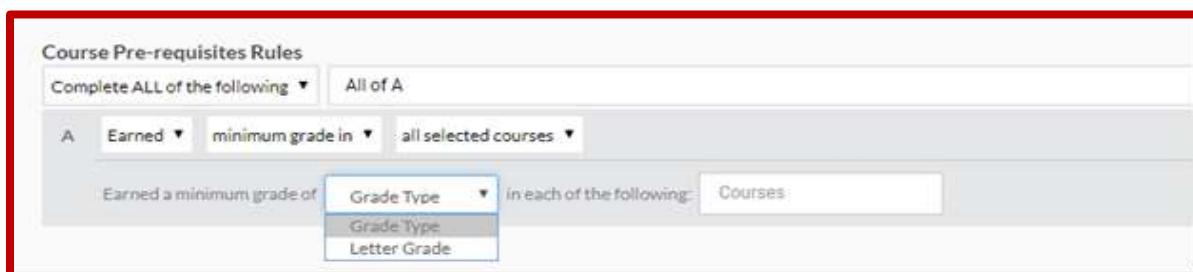 Course Pre-requisites Rules
Complete ALL of the following ▼ All of A
A Earned ▼ minimum grade in ▼ all selected courses ▼
Earned a minimum grade of Grade Type ▼ in each of the following: Courses
Grade Type
Letter Grade